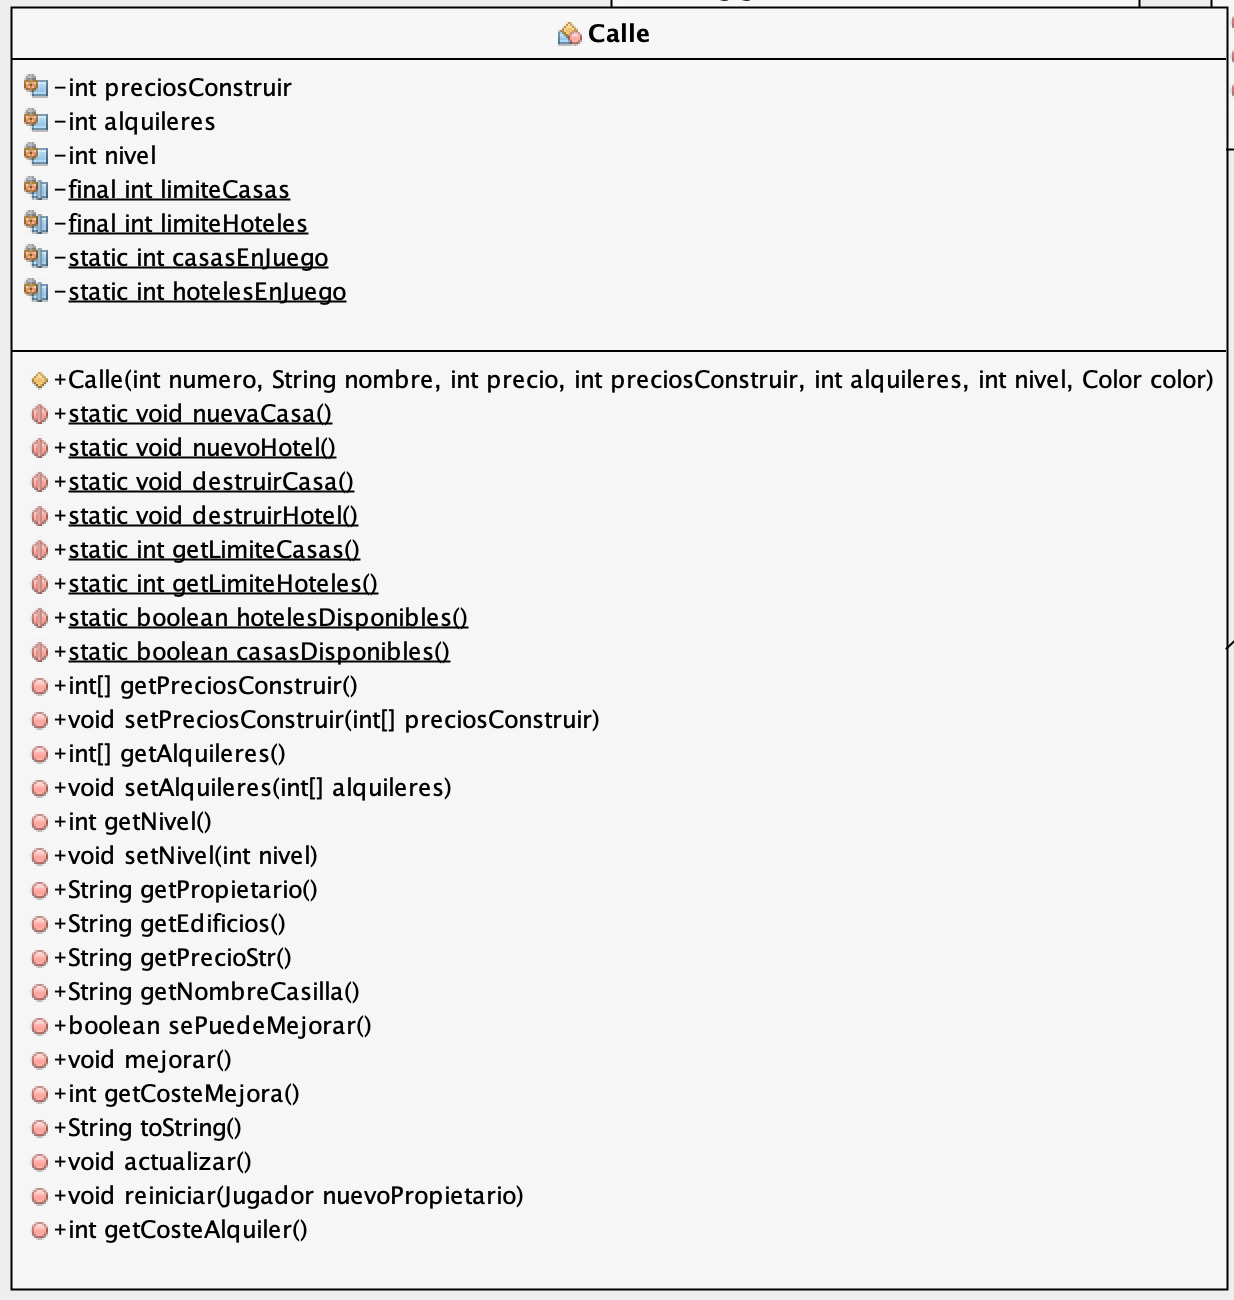 Calle
-int preciosConstruir
-int alquileres
-int nivel
-final int limiteCasas
-final int limiteHoteles
-static int casasEnJuego
-static int hotelesEnJuego
+Calle(int numero, String nombre, int precio, int preciosConstruir, int alquileres, int nivel, Color color)
+static void nuevaCasa()
+static void nuevoHotel()
+static void destruirCasa()
+static void destruirHotel()
+static int getLimiteCasas()
+static int getLimiteHoteles()
+static boolean hotelesDisponibles()
+static boolean casasDisponibles()
+int[] getPreciosConstruir()
+void setPreciosConstruir(int[] preciosConstruir)
+int[] getAlquileres()
+void setAlquileres(int[] alquileres)
+int getNivel()
+void setNivel(int nivel)
+String getPropietario()
+String getEdificios()
+String getPrecioStr()
+String getNombreCasilla()
+boolean sePuedeMejorar()
+void mejorar()
+int getCosteMejora()
+String toString()
+void actualizar()
+void reiniciar(Jugador nuevoPropietario)
+int getCosteAlquiler()